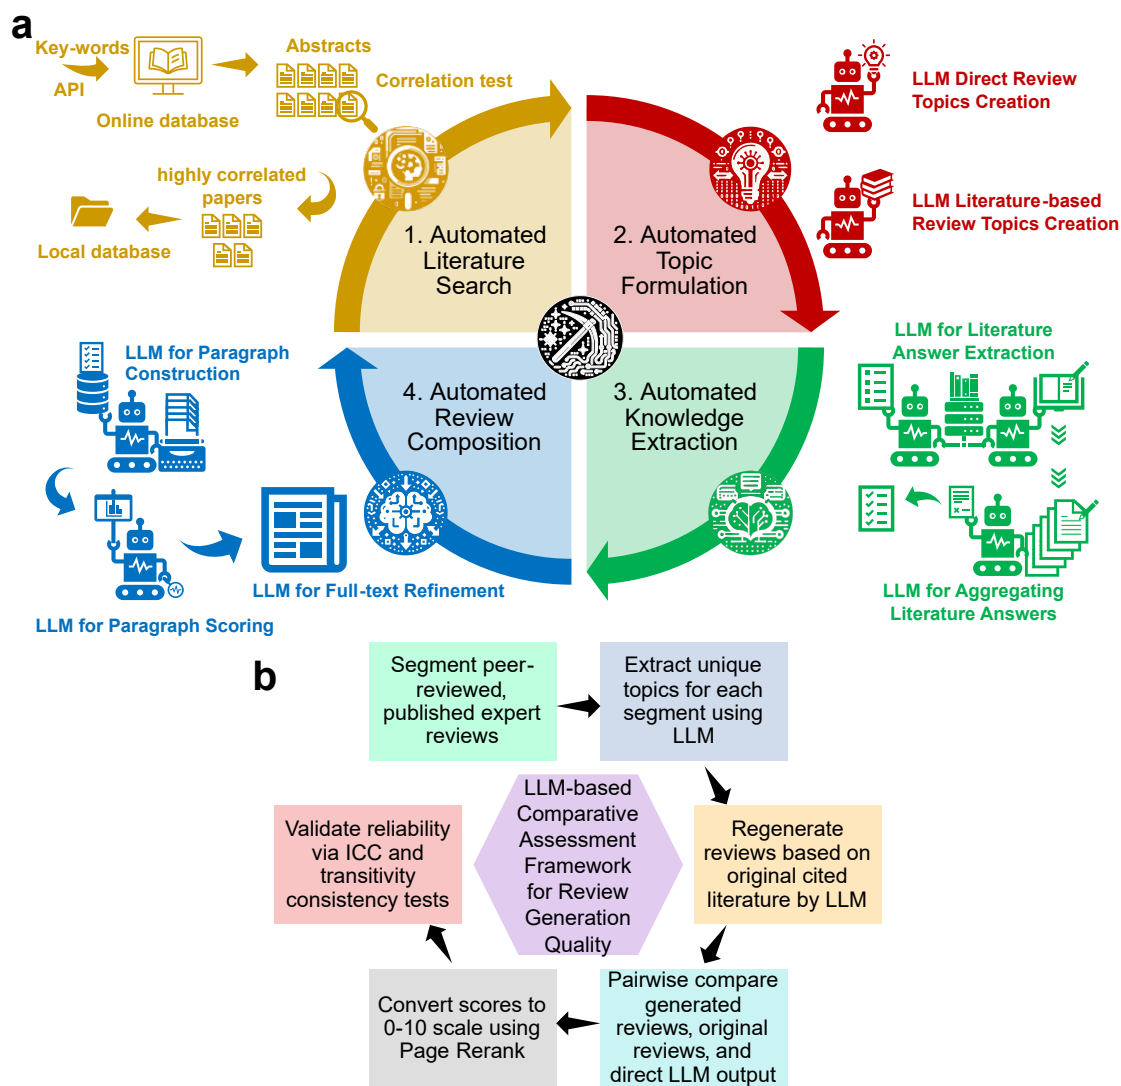 a
Key-words
API
Online database
Abstracts
Correlation test
highly correlated
papers
Local database
1. Automated
Literature
Search
2. Automated
Topic
Formulation
LLM Direct Review
Topics Creation
LLM Literature-based
Review Topics Creation
LLM for Paragraph
Construction
4. Automated
Review
Composition
3. Automated
Knowledge
Extraction
LLM for Literature
Answer Extraction
LLM for Full-text Refinement
LLM for Paragraph Scoring
LLM for Aggregating
Literature Answers
b
Segment peer-
reviewed,
published expert
reviews
Extract unique
topics for each
segment using
LLM
Regenerate
reviews based on
original cited
literature by LLM
Pairwise compare
generated
reviews, original
reviews, and
direct LLM output
Convert scores to
0-10 scale using
Page Rerank
Validate reliability
via ICC and
transitivity
consistency tests
LLM-based
Comparative
Assessment
Framework
for Review
Generation
Quality